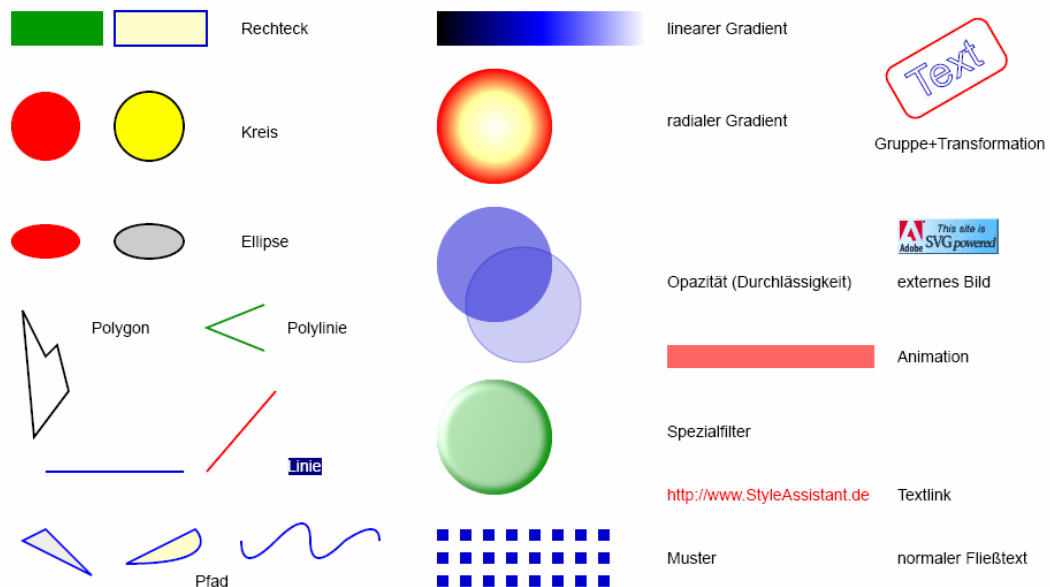 Rechteck
linearer Gradient
Text
Kreis
radialer Gradient
Gruppe+Transformation
Ellipse
This site is
Adobe SVG powered
Opazität (Durchlässigkeit)
externes Bild
Polygon
Polylinie
Animation
Spezialfilter
Linie
http://www.StyleAssistant.de
Textlink
Pfad
Muster
normaler Fließtext